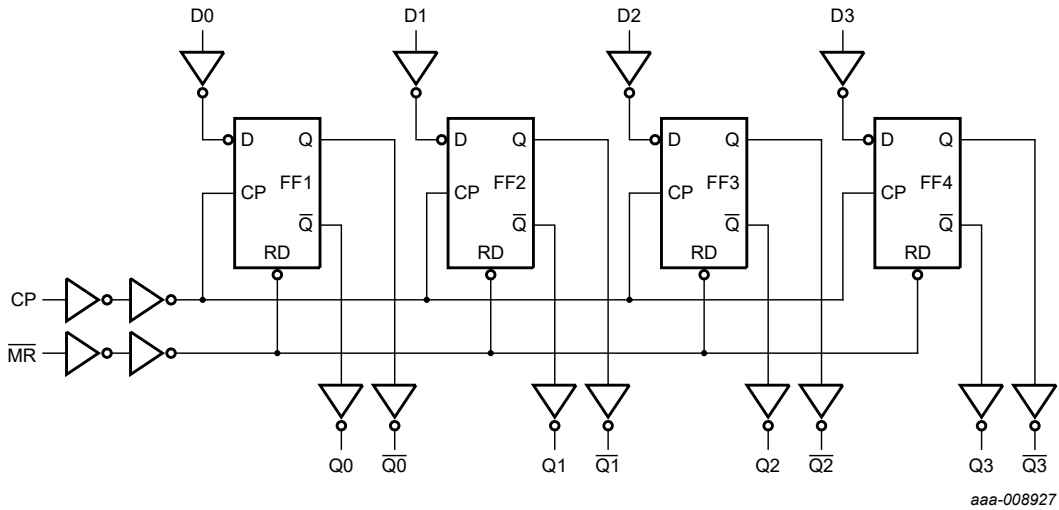 D0 D1 D2 D3
D Q D Q D Q D Q
CP FF1 CP FF2 CP FF3 CP FF4
Q̅ Q̅ Q̅ Q̅
RD RD RD RD
CP
M̅R̅
Q0 Q̅0̅ Q1 Q̅1̅ Q2 Q̅2̅ Q3 Q̅3̅
aaa-008927